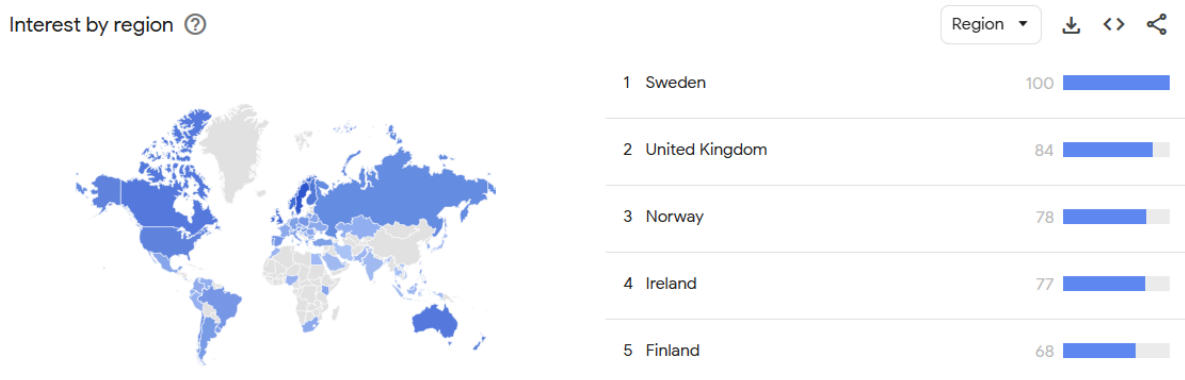 Interest by region
Region
1 Sweden 100
2 United Kingdom 84
3 Norway 78
4 Ireland 77
5 Finland 68